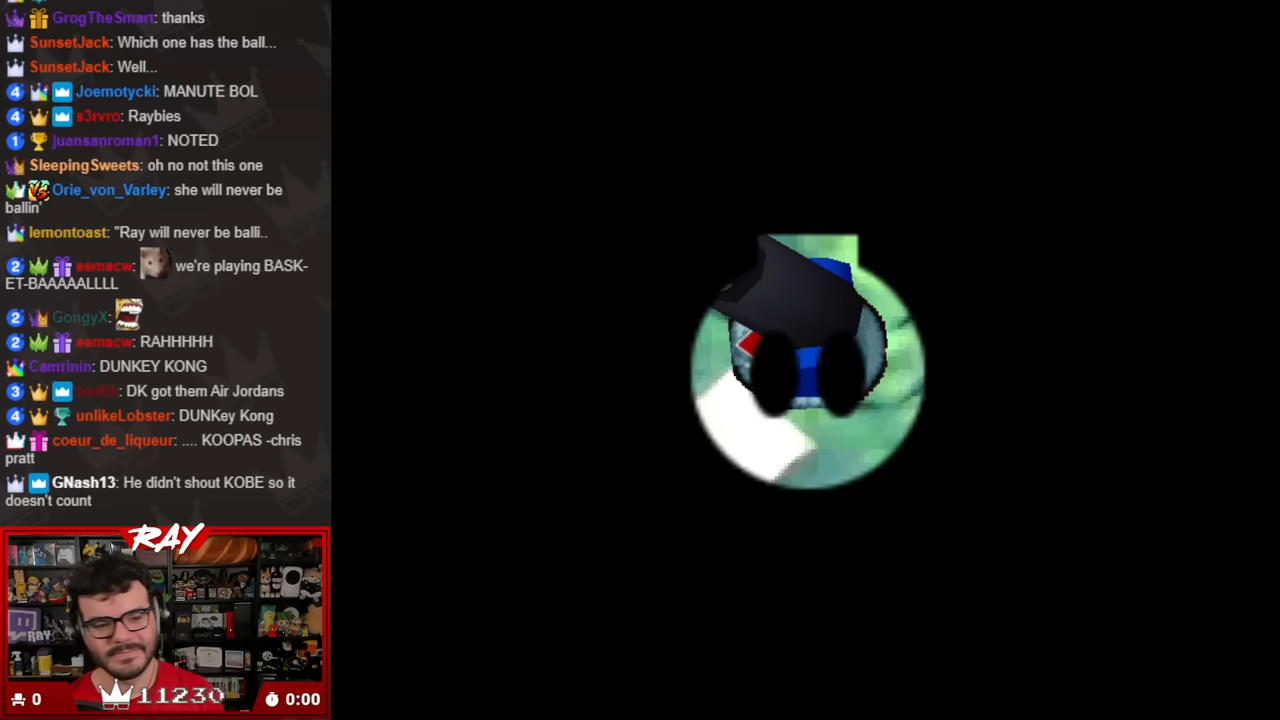 GrogTheSmart: thanks
SunsetJack: Which one has the ball...
SunsetJack: Well...
4 Joemotycki: MANUTE BOL
4 s3rvro: Raybies
1 juansanroman1: NOTED
SleepingSweets: oh no not this one
Orie_von_Varley: she will never be
ballin'
lemontoast: "Ray will never be balli..
2 eemacw: we're playing BASK-
ET-BAAAAALLLL
2 GongyX:
2 eemacw: RAHHHHH
Camrinin: DUNKEY KONG
3 : DK got them Air Jordans
4 unlikeLobster: DUNKey Kong
coeur_de_liqueur: .... KOOPAS -chris
pratt
GNash13: He didn't shout KOBE so it
doesn't count
RAY
RAY
0
11230
0:00